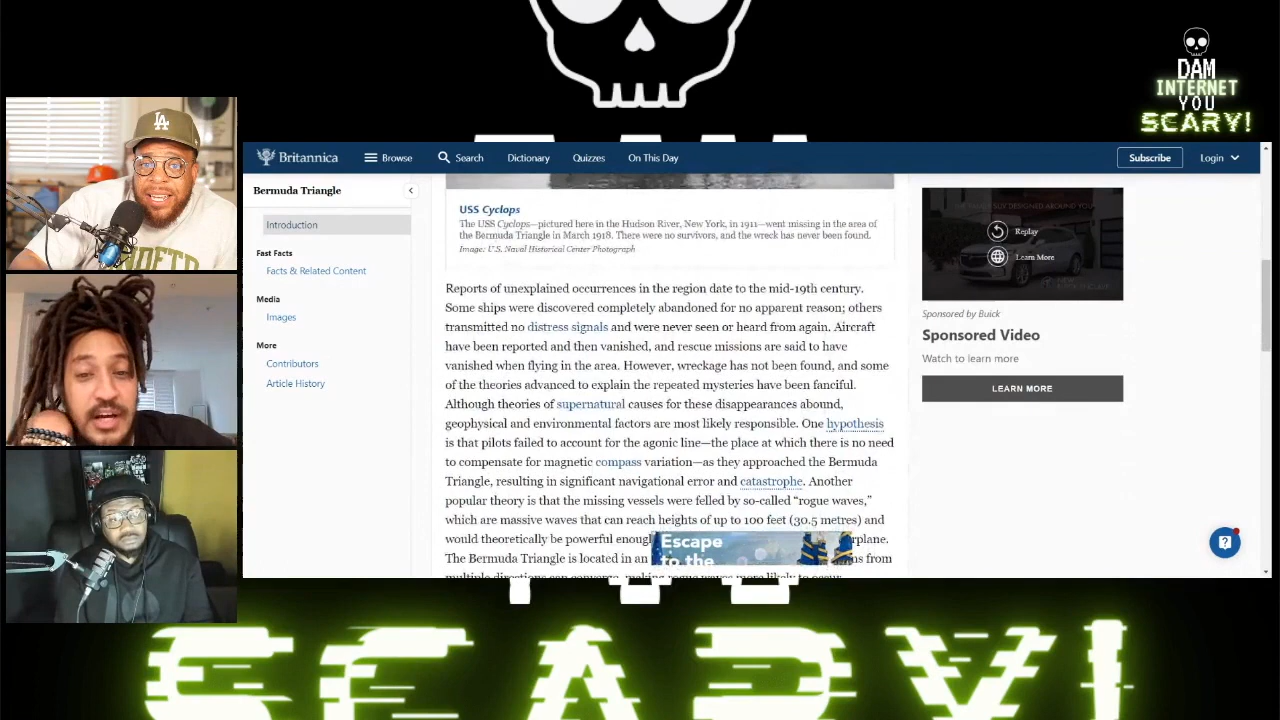 DAM
INTERNET
YOU
SCARY!
LA
Britannica
Browse
Search
Dictionary
Quizzes
On This Day
Subscribe
Login
Bermuda Triangle
Introduction
Fast Facts
Facts & Related Content
Media
Images
More
Contributors
Article History
USS Cyclops
The USS Cyclops—pictured here in the Hudson River, New York, in 1911—went missing in the area of
the Bermuda Triangle in March 1918. There were no survivors, and the wreck has never been found.
Image: U.S. Naval Historical Center Photograph
Reports of unexplained occurrences in the region date to the mid-19th century.
Some ships were discovered completely abandoned for no apparent reason; others
transmitted no distress signals and were never seen or heard from again. Aircraft
have been reported and then vanished, and rescue missions are said to have
vanished when flying in the area. However, wreckage has not been found, and some
of the theories advanced to explain the repeated mysteries have been fanciful.
Although theories of supernatural causes for these disappearances abound,
geophysical and environmental factors are most likely responsible. One hypothesis
is that pilots failed to account for the agonic line—the place at which there is no need
to compensate for magnetic compass variation—as they approached the Bermuda
Triangle, resulting in significant navigational error and catastrophe. Another
popular theory is that the missing vessels were felled by so-called “rogue waves,”
which are massive waves that can reach heights of up to 100 feet (30.5 metres) and
would theoretically be powerful enough
The Bermuda Triangle is located in an
multiple directions can converge, making rogue waves more likely to occur.
Escape
to the
Replay
Learn More
Sponsored by Buick
Sponsored Video
Watch to learn more
LEARN MORE
SCARY!